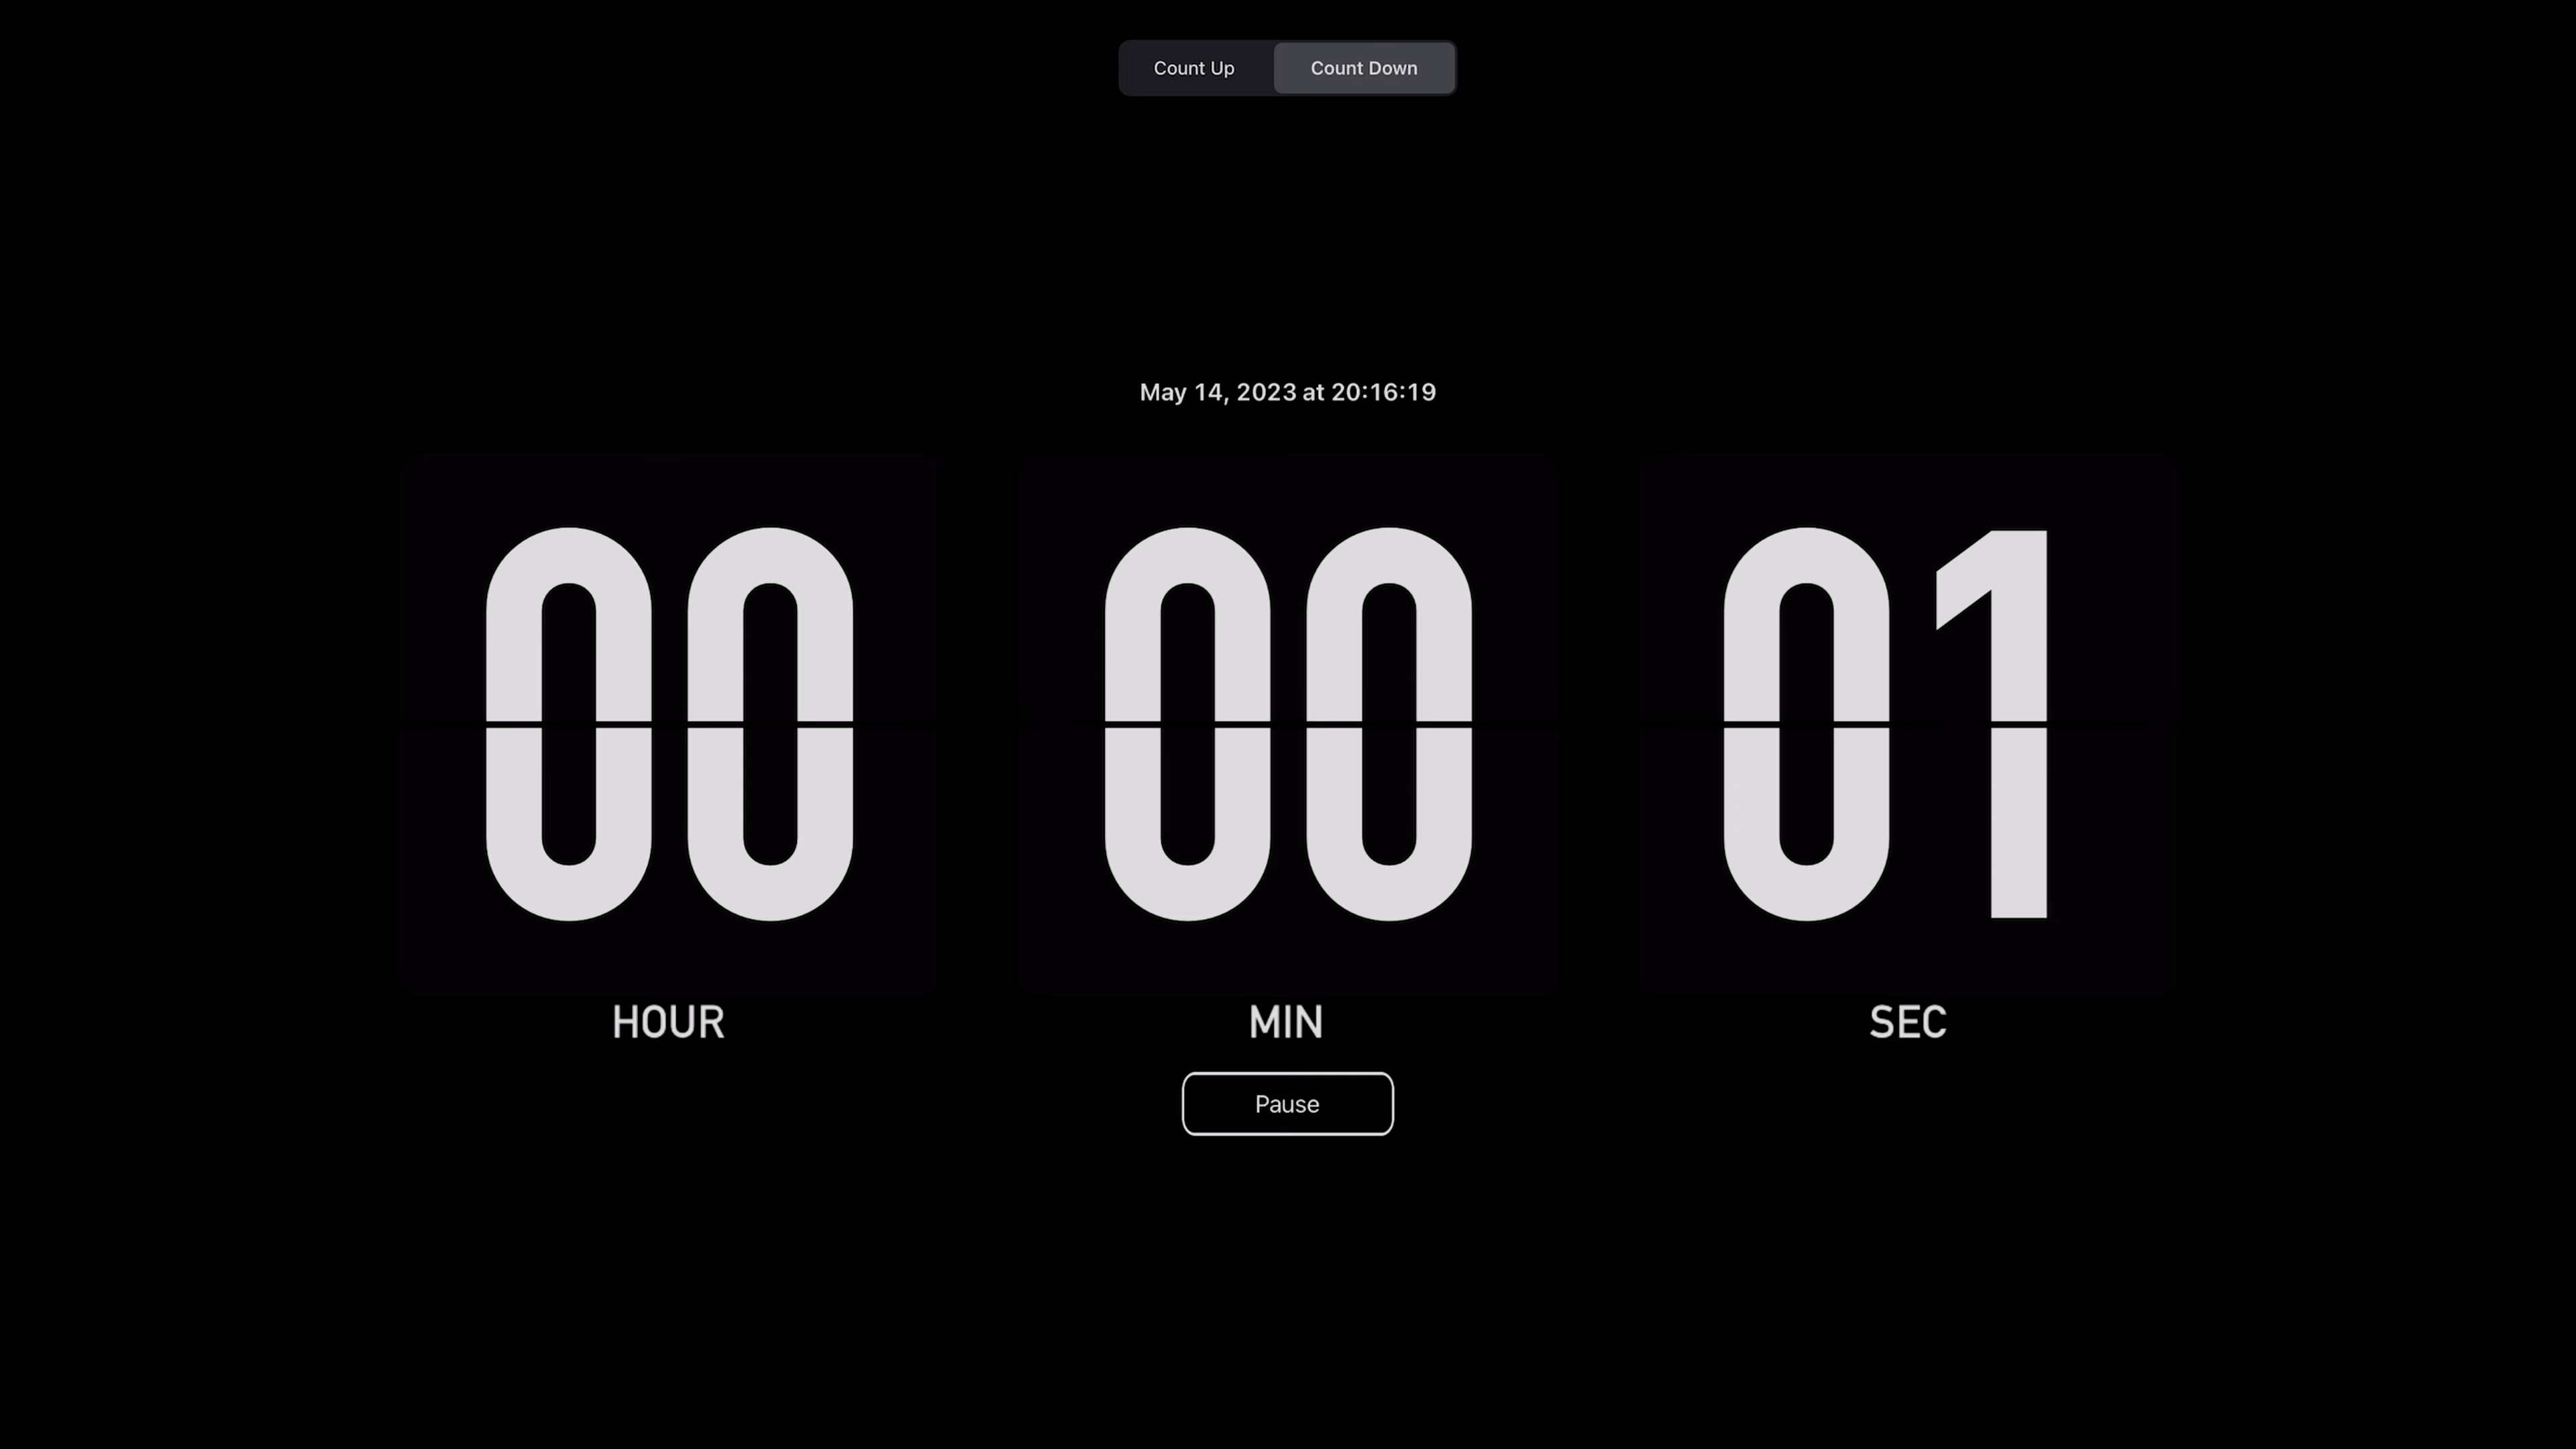 Count Up Count Down
May 14, 2023 at 20:16:19
00 00 01
HOUR MIN SEC
Pause